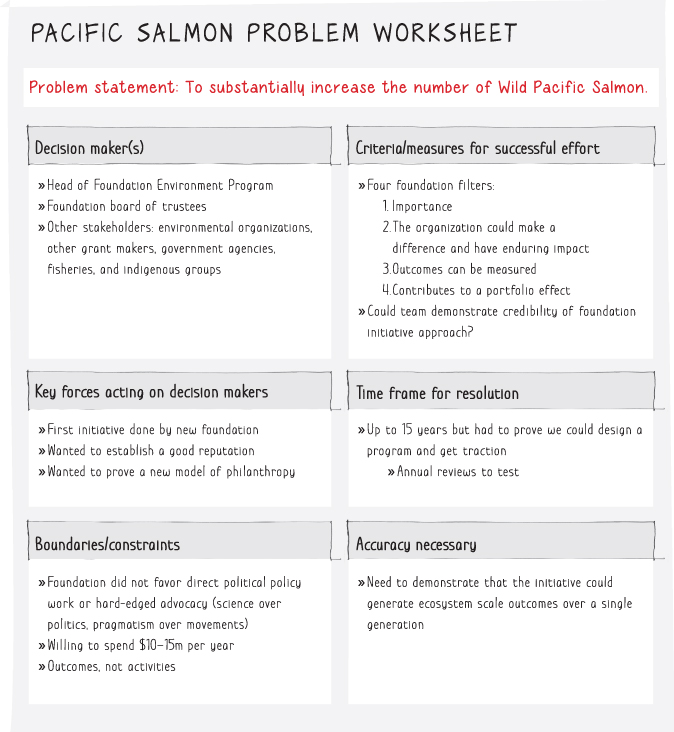 PACIFIC SALMON PROBLEM WORKSHEET
Problem statement: To substantially increase the number of Wild Pacific Salmon.
Decision maker(s)
» Head of Foundation Environment Program
» Foundation board of trustees
» Other stakeholders: environmental organizations,
other grant makers, government agencies,
fisheries, and indigenous groups
Criteria/measures for successful effort
» Four foundation filters:
1. Importance
2. The organization could make a
difference and have enduring impact
3. Outcomes can be measured
4. Contributes to a portfolio effect
» Could team demonstrate credibility of foundation
initiative approach?
Key forces acting on decision makers
» First initiative done by new foundation
» Wanted to establish a good reputation
» Wanted to prove a new model of philanthropy
Time frame for resolution
» Up to 15 years but had to prove we could design a
program and get traction
» Annual reviews to test
Boundaries/constraints
» Foundation did not favor direct political policy
work or hard-edged advocacy (science over
politics, pragmatism over movements)
» Willing to spend $10–15m per year
» Outcomes, not activities
Accuracy necessary
» Need to demonstrate that the initiative could
generate ecosystem scale outcomes over a single
generation